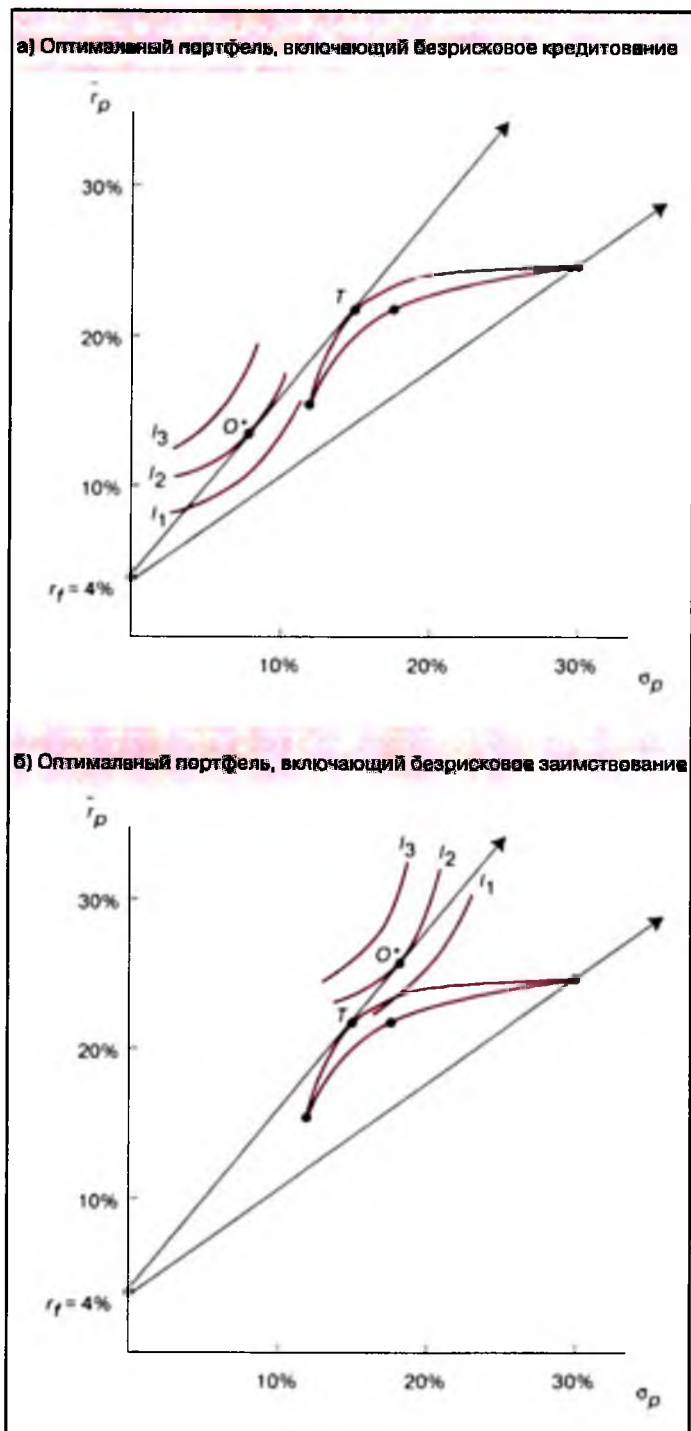 а) Оптимальный портфель, включающий безрисковое кредитование
r̄p
30%
T
20%
O*
I3
I2
10%
I1
rf = 4%
10%
20%
30%
σp
б) Оптимальный портфель, включающий безрисковое заимствование
r̄p
I3
I2
30%
I1
O*
T
20%
10%
rf = 4%
10%
20%
30%
σp